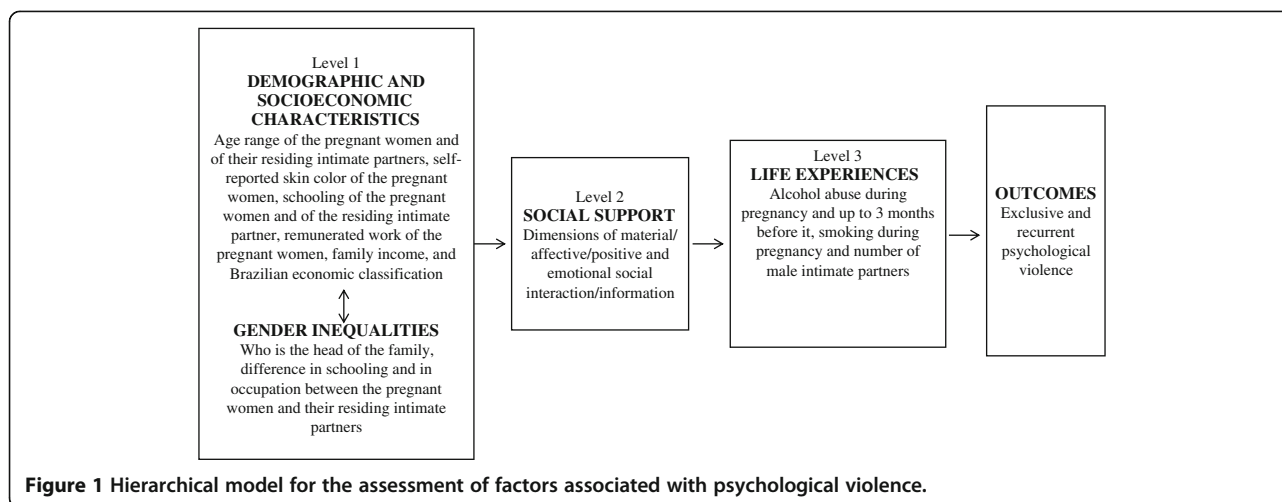 Level 1
DEMOGRAPHIC AND
SOCIOECONOMIC
CHARACTERISTICS
Age range of the pregnant women and
of their residing intimate partners, self-
reported skin color of the pregnant
women, schooling of the pregnant
women and of the residing intimate
partner, remunerated work of the
pregnant women, family income, and
Brazilian economic classification
GENDER INEQUALITIES
Who is the head of the family,
difference in schooling and in
occupation between the pregnant
women and their residing intimate
partners
Level 2
SOCIAL SUPPORT
Dimensions of material/
affective/positive and
emotional social
interaction/information
Level 3
LIFE EXPERIENCES
Alcohol abuse during
pregnancy and up to 3 months
before it, smoking during
pregnancy and number of
male intimate partners
OUTCOMES
Exclusive and
recurrent
psychological
violence
Figure 1 Hierarchical model for the assessment of factors associated with psychological violence.